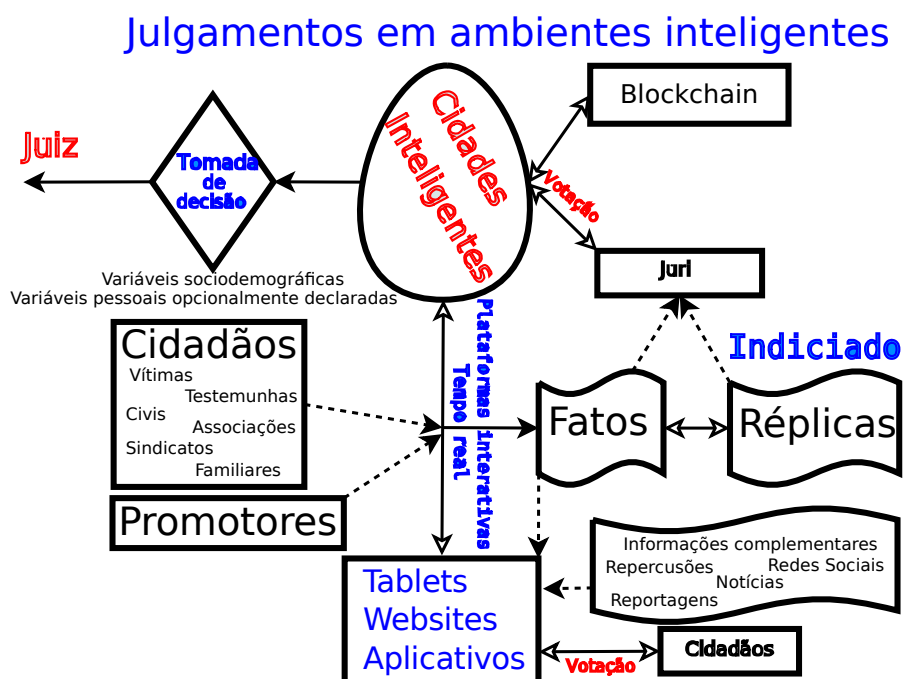 Julgamentos em ambientes inteligentes
Blockchain
Cidades
Inteligentes
Juiz
Tomada
de
decisão
Votação
Juri
Variáveis sociodemográficas
Variáveis pessoais opcionalmente declaradas
Plataformas interativas
Tempo real
Cidadãos
Vítimas
Testemunhas
Civis
Associações
Sindicatos
Familiares
Indiciado
Fatos
Réplicas
Promotores
Informações complementares
Repercusões
Redes Sociais
Notícias
Reportagens
Tablets
Websites
Aplicativos
Votação
Cidadãos